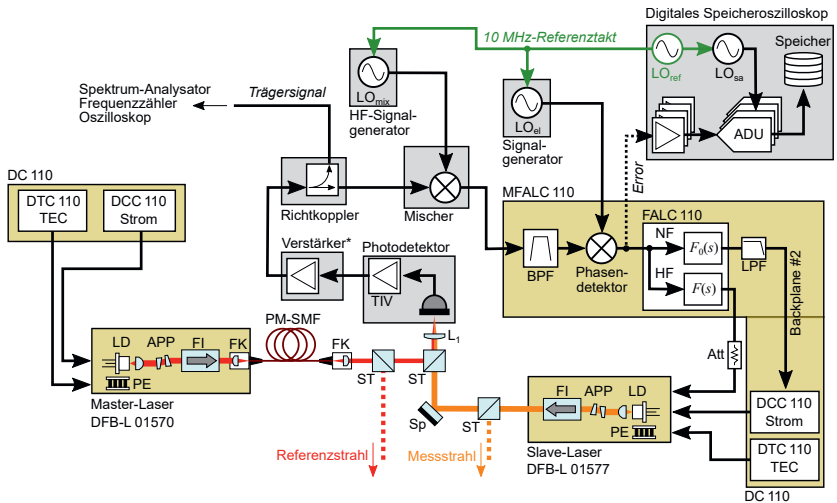 Digitales Speicheroszilloskop
10 MHz-Referenztakt
Speicher
LO_ref
LO_sa
ADU
LO_mix
HF-Signal-
generator
LO_el
Signal-
generator
Spektrum-Analysator
Frequenzzähler
Oszilloskop
Trägersignal
Error
DC 110
DTC 110
TEC
DCC 110
Strom
Richtkoppler
Mischer
MFALC 110
FALC 110
NF
F₀(s)
HF
F(s)
LPF
BPF
Phasen-
detektor
Backplane #2
Verstärker*
Photodetektor
TIV
L₁
PM-SMF
LD
APP
FI
FK
FK
PE
ST
ST
Att
Master-Laser
DFB-L 01570
Sp
ST
FI
APP
LD
PE
Slave-Laser
DFB-L 01577
DCC 110
Strom
DTC 110
TEC
DC 110
Referenzstrahl
Messstrahl